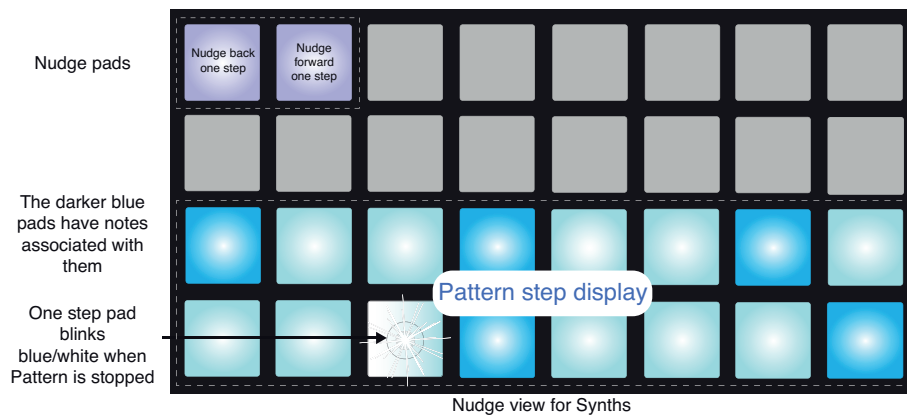 Nudge pads
Nudge back
one step
Nudge
forward
one step
The darker blue
pads have notes
associated with
them
Pattern step display
One step pad
blinks
blue/white when
Pattern is stopped
Nudge view for Synths